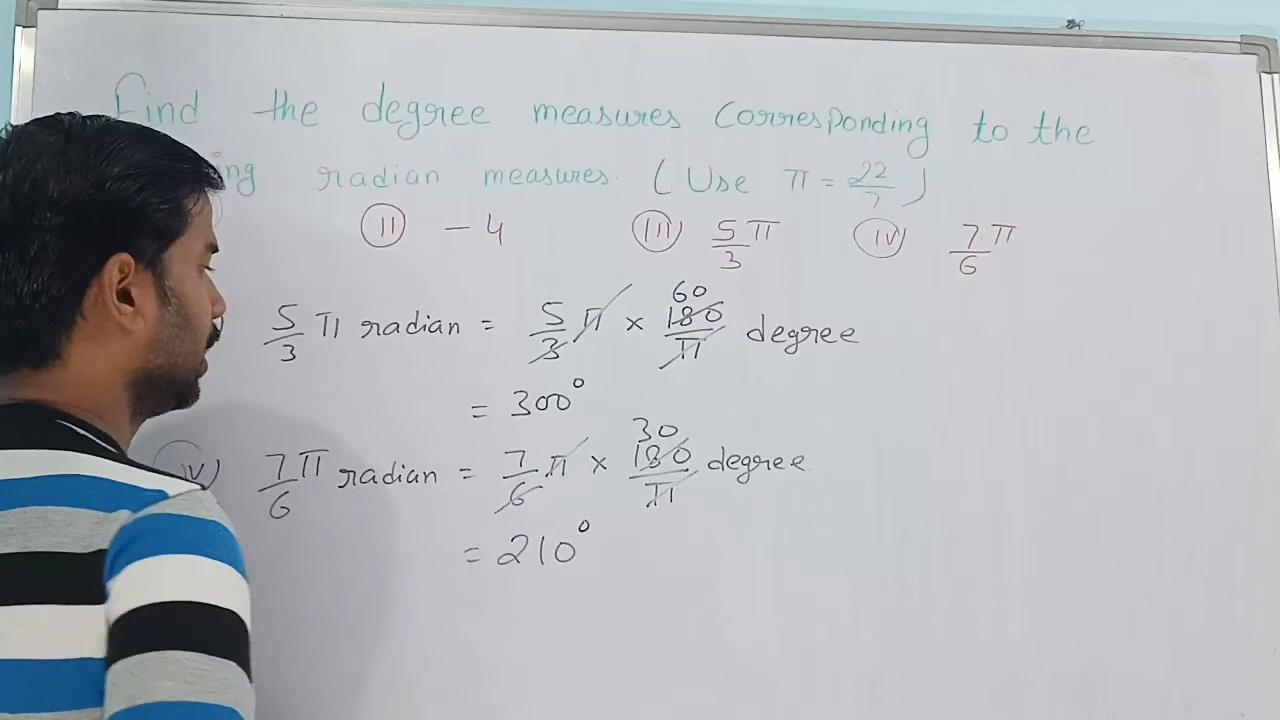 Find the degree measures corresponding to the
ing radian measures. (Use π = 22/7)
(II) - 4 (III) 5/3 π (IV) 7π/6
) 5/3 π radian = 5/3 π × 60 180/π degree
= 300°
iv) 7π/6 radian = 7/6 π × 30 180/π degree
= 210°